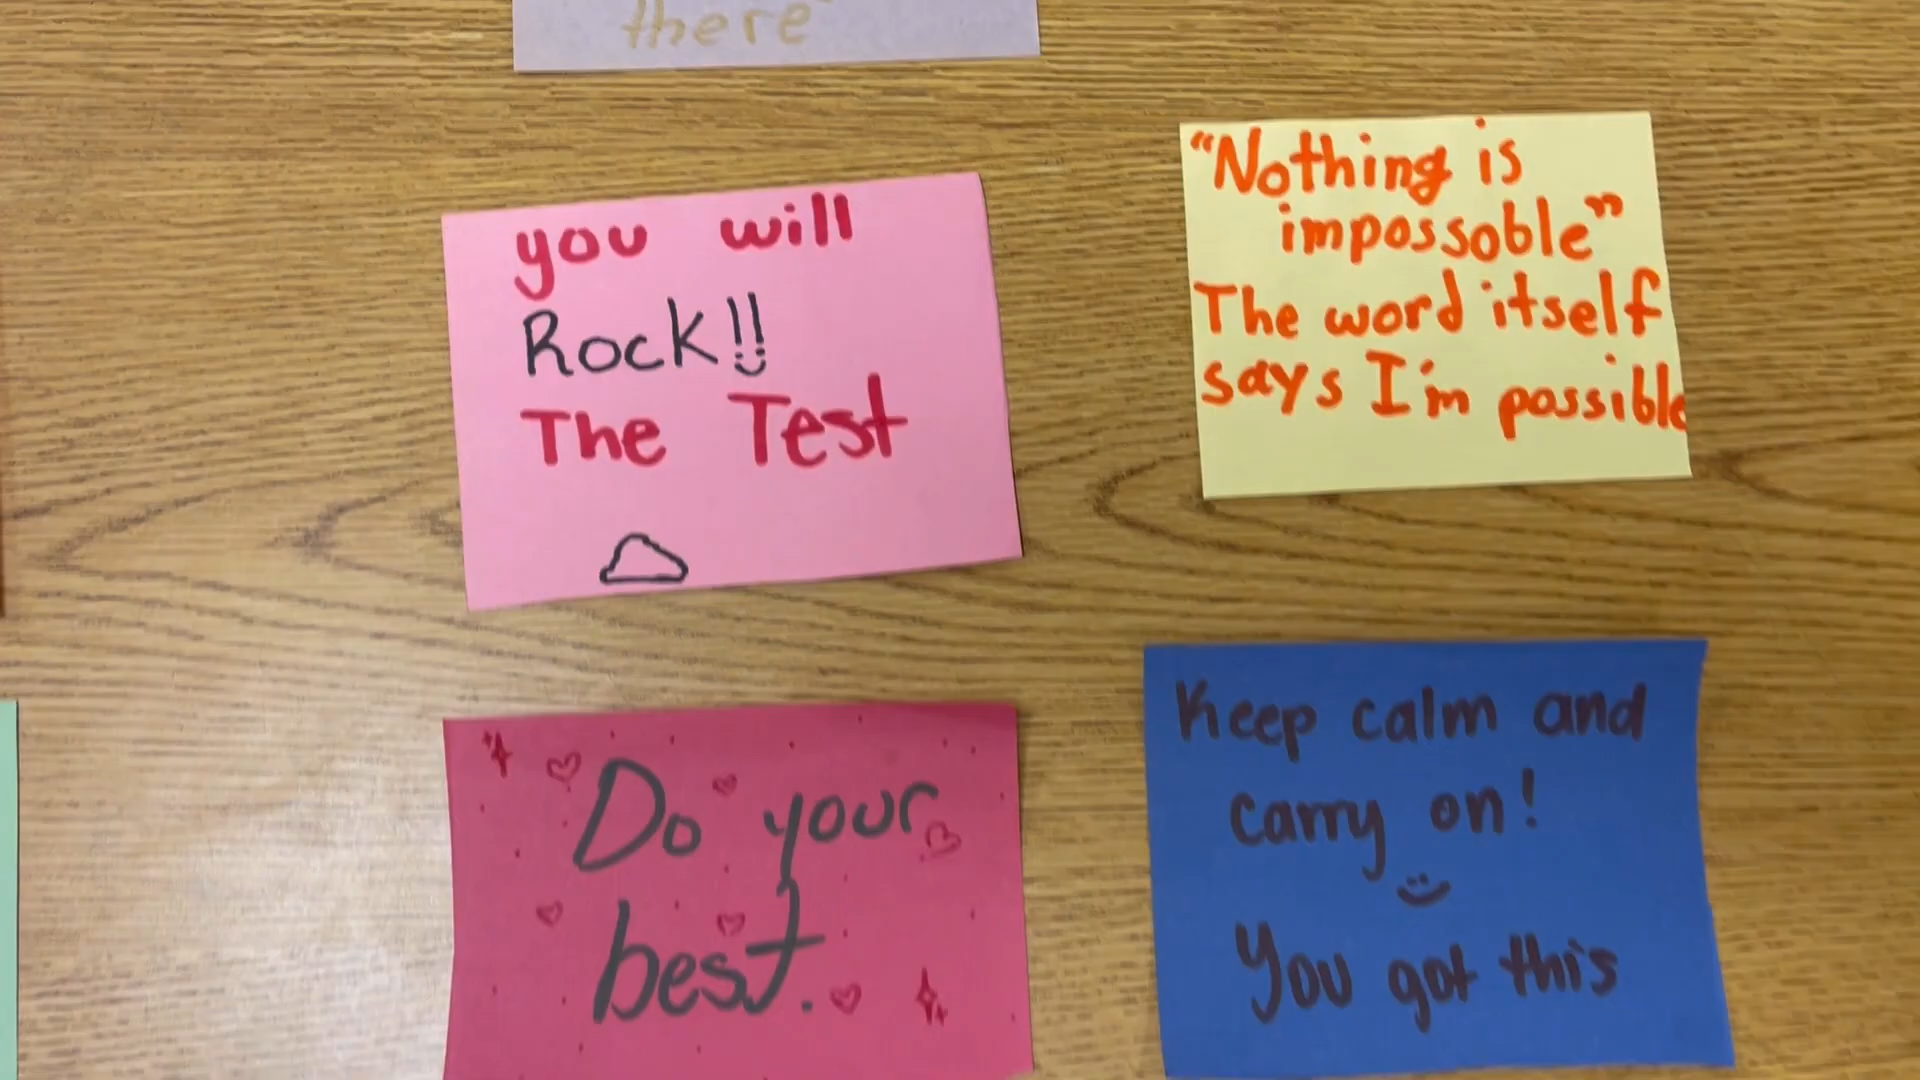 there"
you will
Rock!!
The Test
"Nothing is
impossoble"
The word itself
says I'm possible
Do your
best.
Keep calm and
carry on!
You got this